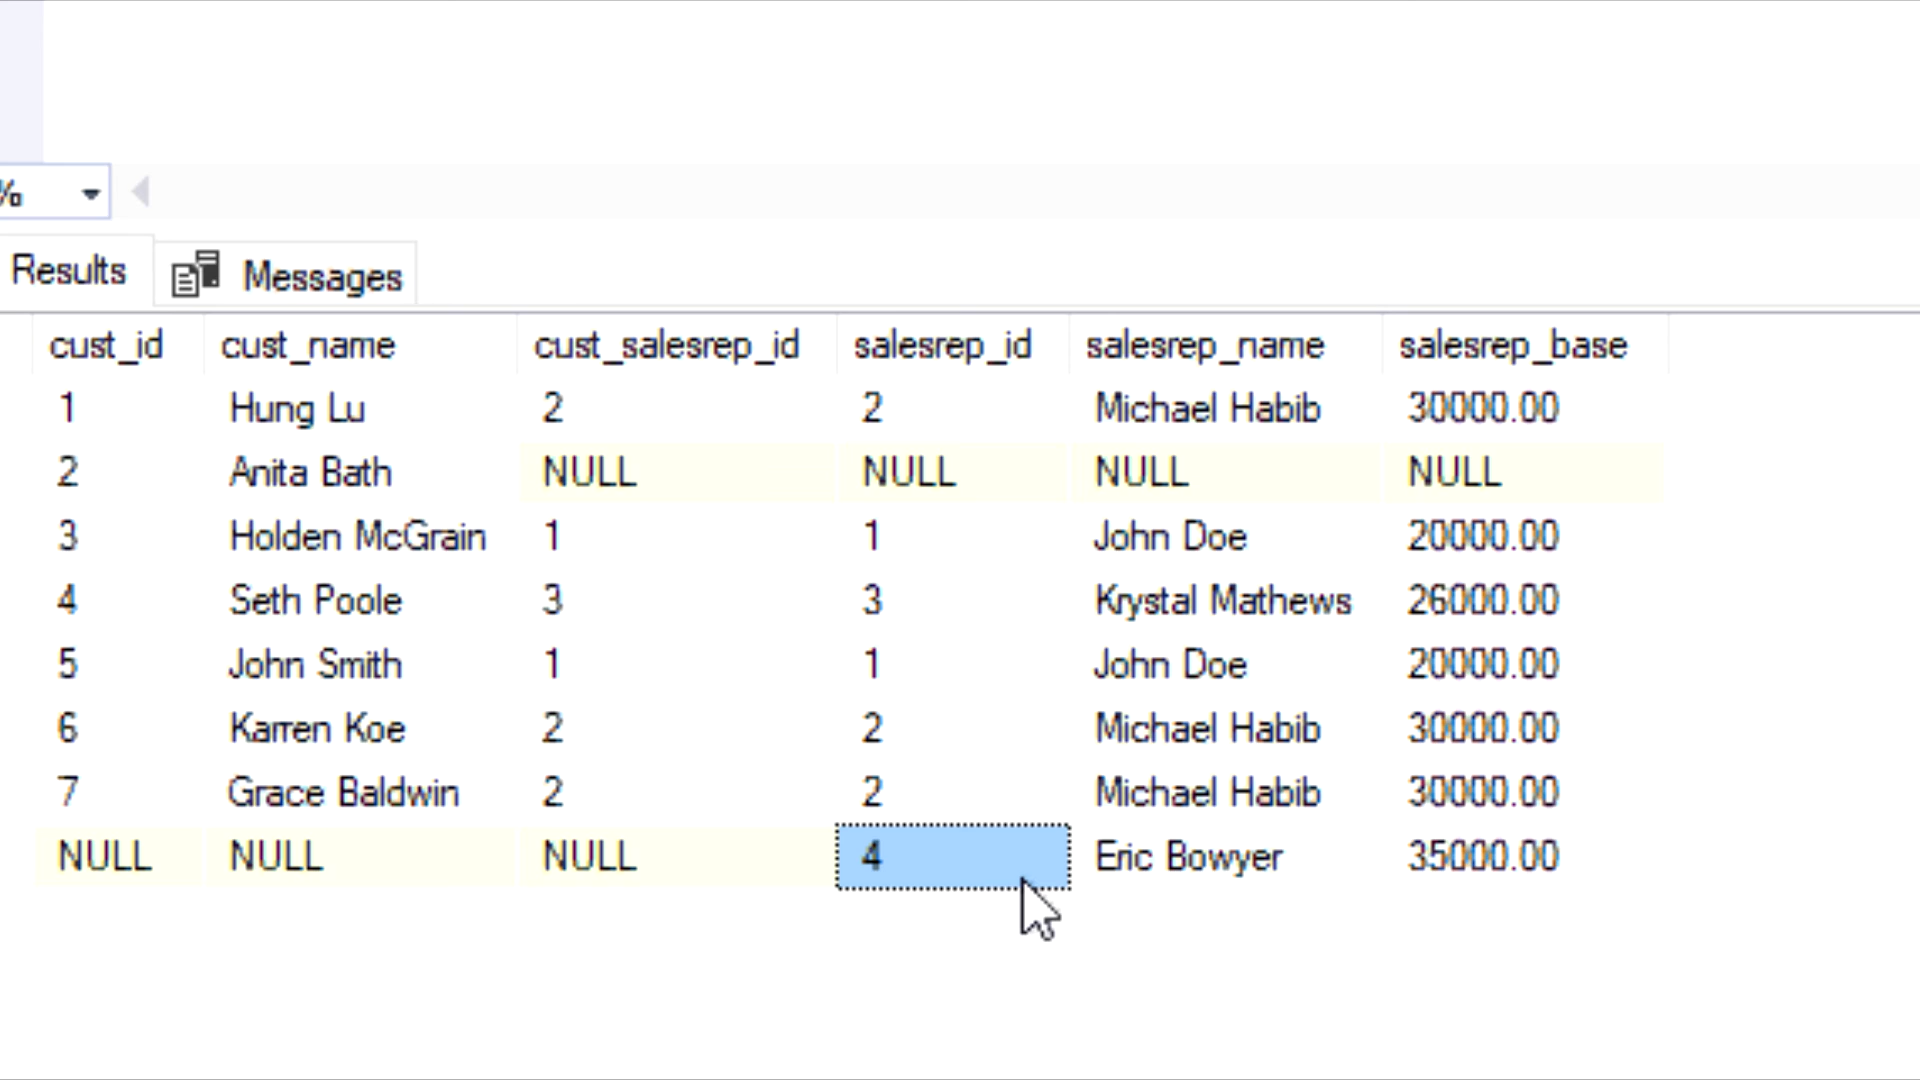 %
Results Messages
cust_id cust_name cust_salesrep_id salesrep_id salesrep_name salesrep_base
1 Hung Lu 2 2 Michael Habib 30000.00
2 Anita Bath NULL NULL NULL NULL
3 Holden McGrain 1 1 John Doe 20000.00
4 Seth Poole 3 3 Krystal Mathews 26000.00
5 John Smith 1 1 John Doe 20000.00
6 Karren Koe 2 2 Michael Habib 30000.00
7 Grace Baldwin 2 2 Michael Habib 30000.00
NULL NULL NULL 4 Eric Bowyer 35000.00